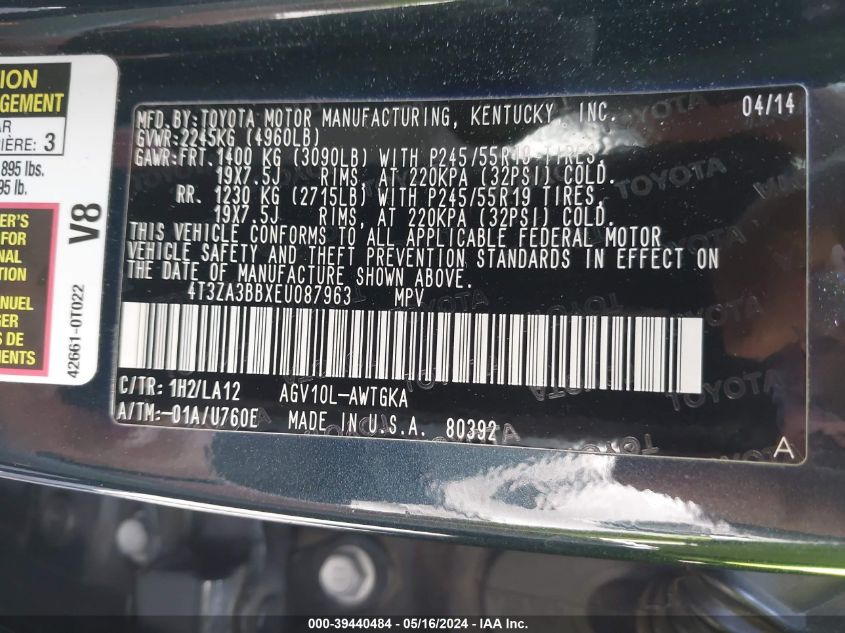 ION
AGEMENT
AR
IÈRE: 3
895 lbs.
95 lb.
ER'S
FOR
NAL
TION
ANUEL
GER
DE
EMENTS
V8
42661-0T022
MFD. BY: TOYOTA MOTOR MANUFACTURING, KENTUCKY, INC. 04/14
GVWR: 2245KG (4960LB)
GAWR: FRT. 1400 KG (3090LB) WITH P245/55R19 TIRES,
19X7.5J RIMS, AT 220KPA (32PSI) COLD.
RR. 1230 KG (2715LB) WITH P245/55R19 TIRES,
19X7.5J RIMS, AT 220KPA (32PSI) COLD.
THIS VEHICLE CONFORMS TO ALL APPLICABLE FEDERAL MOTOR
VEHICLE SAFETY AND THEFT PREVENTION STANDARDS IN EFFECT ON
THE DATE OF MANUFACTURE SHOWN ABOVE.
4T3ZA3BBXEU087963 MPV
C/TR: 1H2/LA12 AGV10L-AWTGKA
A/TM:-01A/U760E MADE IN U.S.A. 80392
A
000-39440484 - 05/16/2024 - IAA Inc.